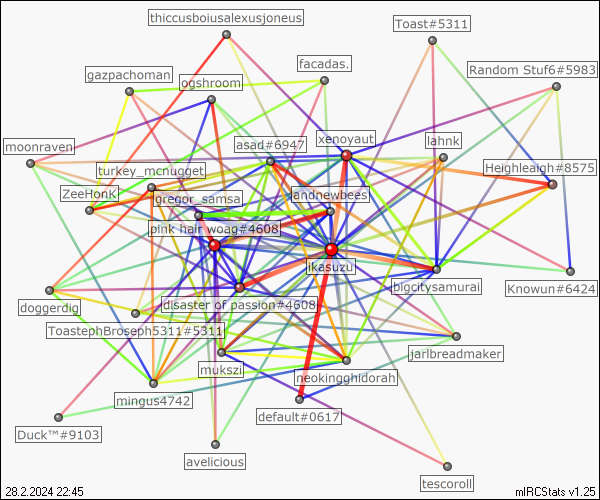 thiccusboiusalexusjoneus
Toast#5311
facadas.
Random Stuf6#5983
gazpachoman
ogshroom
xenoyaut
lahnk
asad#6947
moonraven
turkey_mcnugget
Heighleagh#8575
ZeeHonk
gregor_samsa
landnewbees
pink hair woag#4608
ikasuzu
bigcitysamurai
Knowun#6424
disaster of passion#4608
doggerdig
ToastephBroseph5311#5311
jarlbreadmaker
mukszi
neokingghidorah
mingus4742
default#0617
Duck™#9103
avelicious
tescoroll
28.2.2024 22:45
mIRCStats v1.25